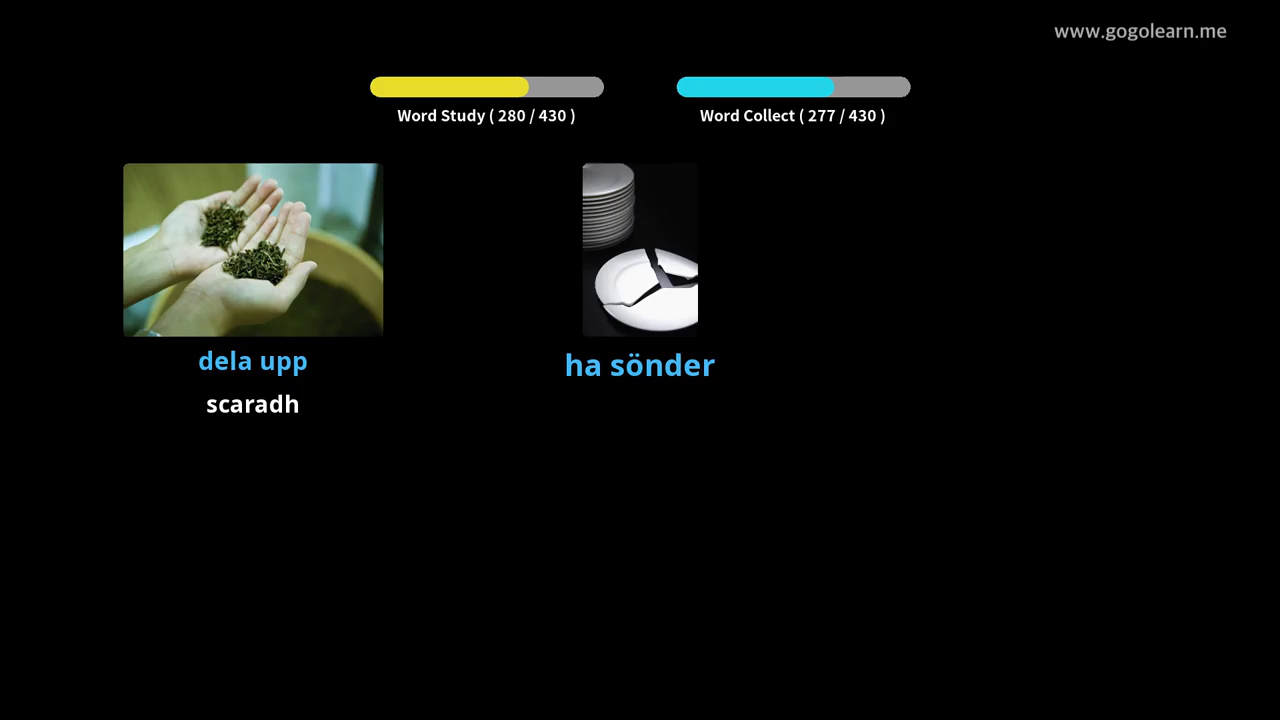 www.gogolearn.me
Word Study ( 280 / 430 )
Word Collect ( 277 / 430 )
dela upp
scaradh
ha sönder